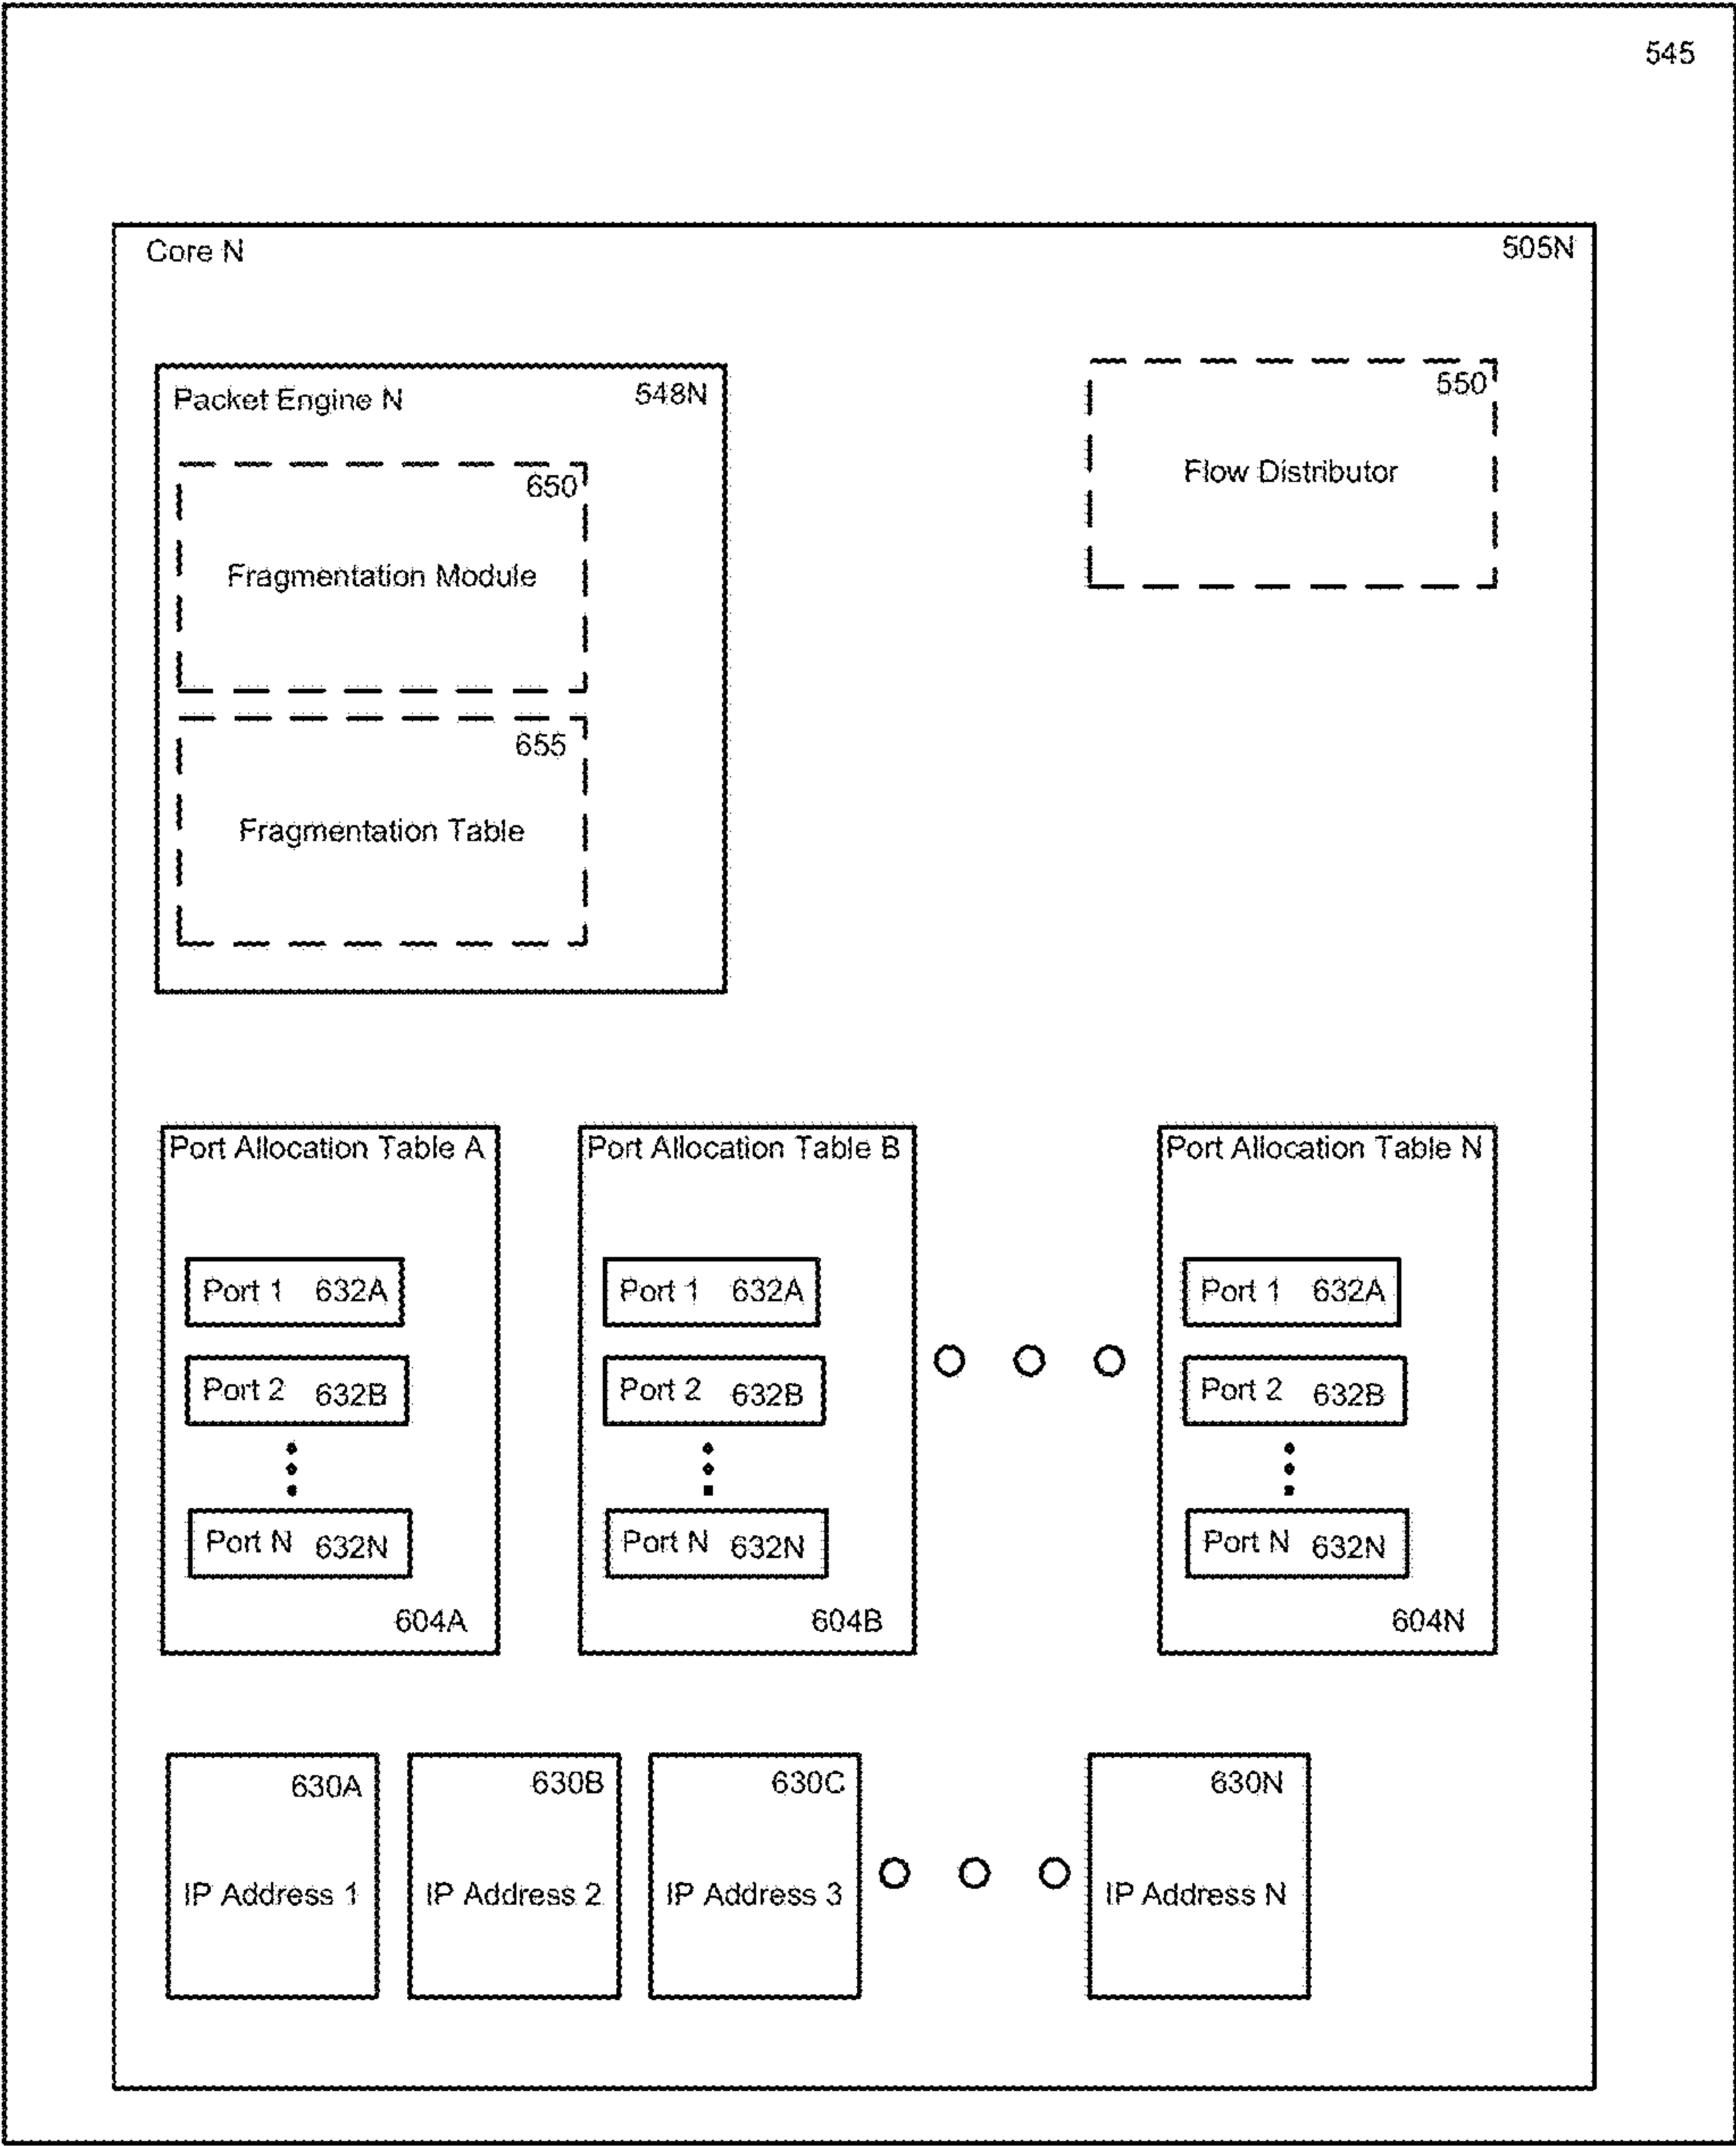 545
Core N 505N
Packet Engine N 548N
550
Flow Distributor
650
Fragmentation Module
655
Fragmentation Table
Port Allocation Table A
Port 1 632A
Port 2 632B
Port N 632N
604A
Port Allocation Table B
Port 1 632A
Port 2 632B
Port N 632N
604B
Port Allocation Table N
Port 1 632A
Port 2 632B
Port N 632N
604N
630A
IP Address 1
630B
IP Address 2
630C
IP Address 3
630N
IP Address N